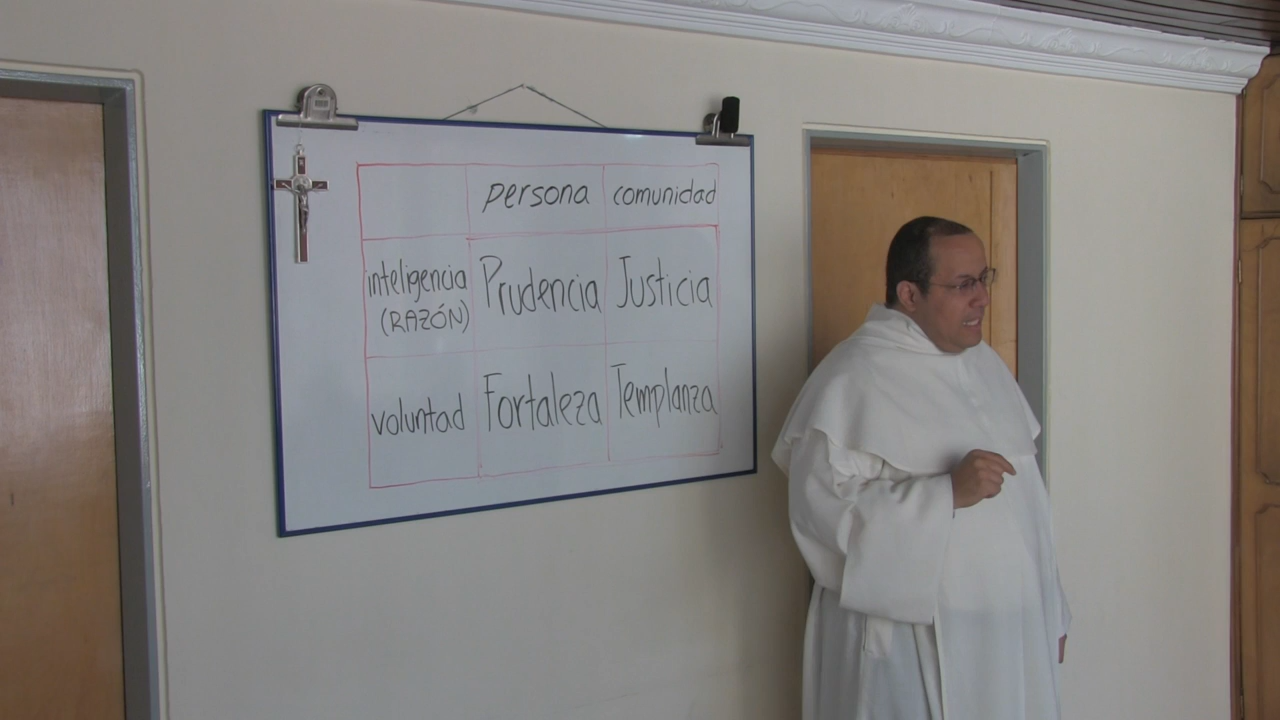 persona comunidad
inteligencia Prudencia Justicia
(RAZÓN)
voluntad Fortaleza Templanza